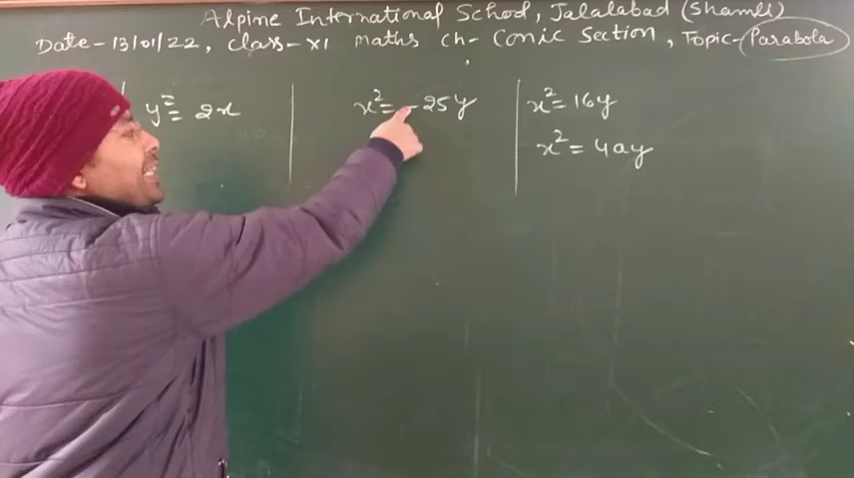 Alpine International School, Jalalabad (Shamli)
Date-13/01/22, Class-XI maths Ch- Conic Section, Topic-Parabola
y² = 2x
x² = -25y
x² = 16y
x² = 4ay